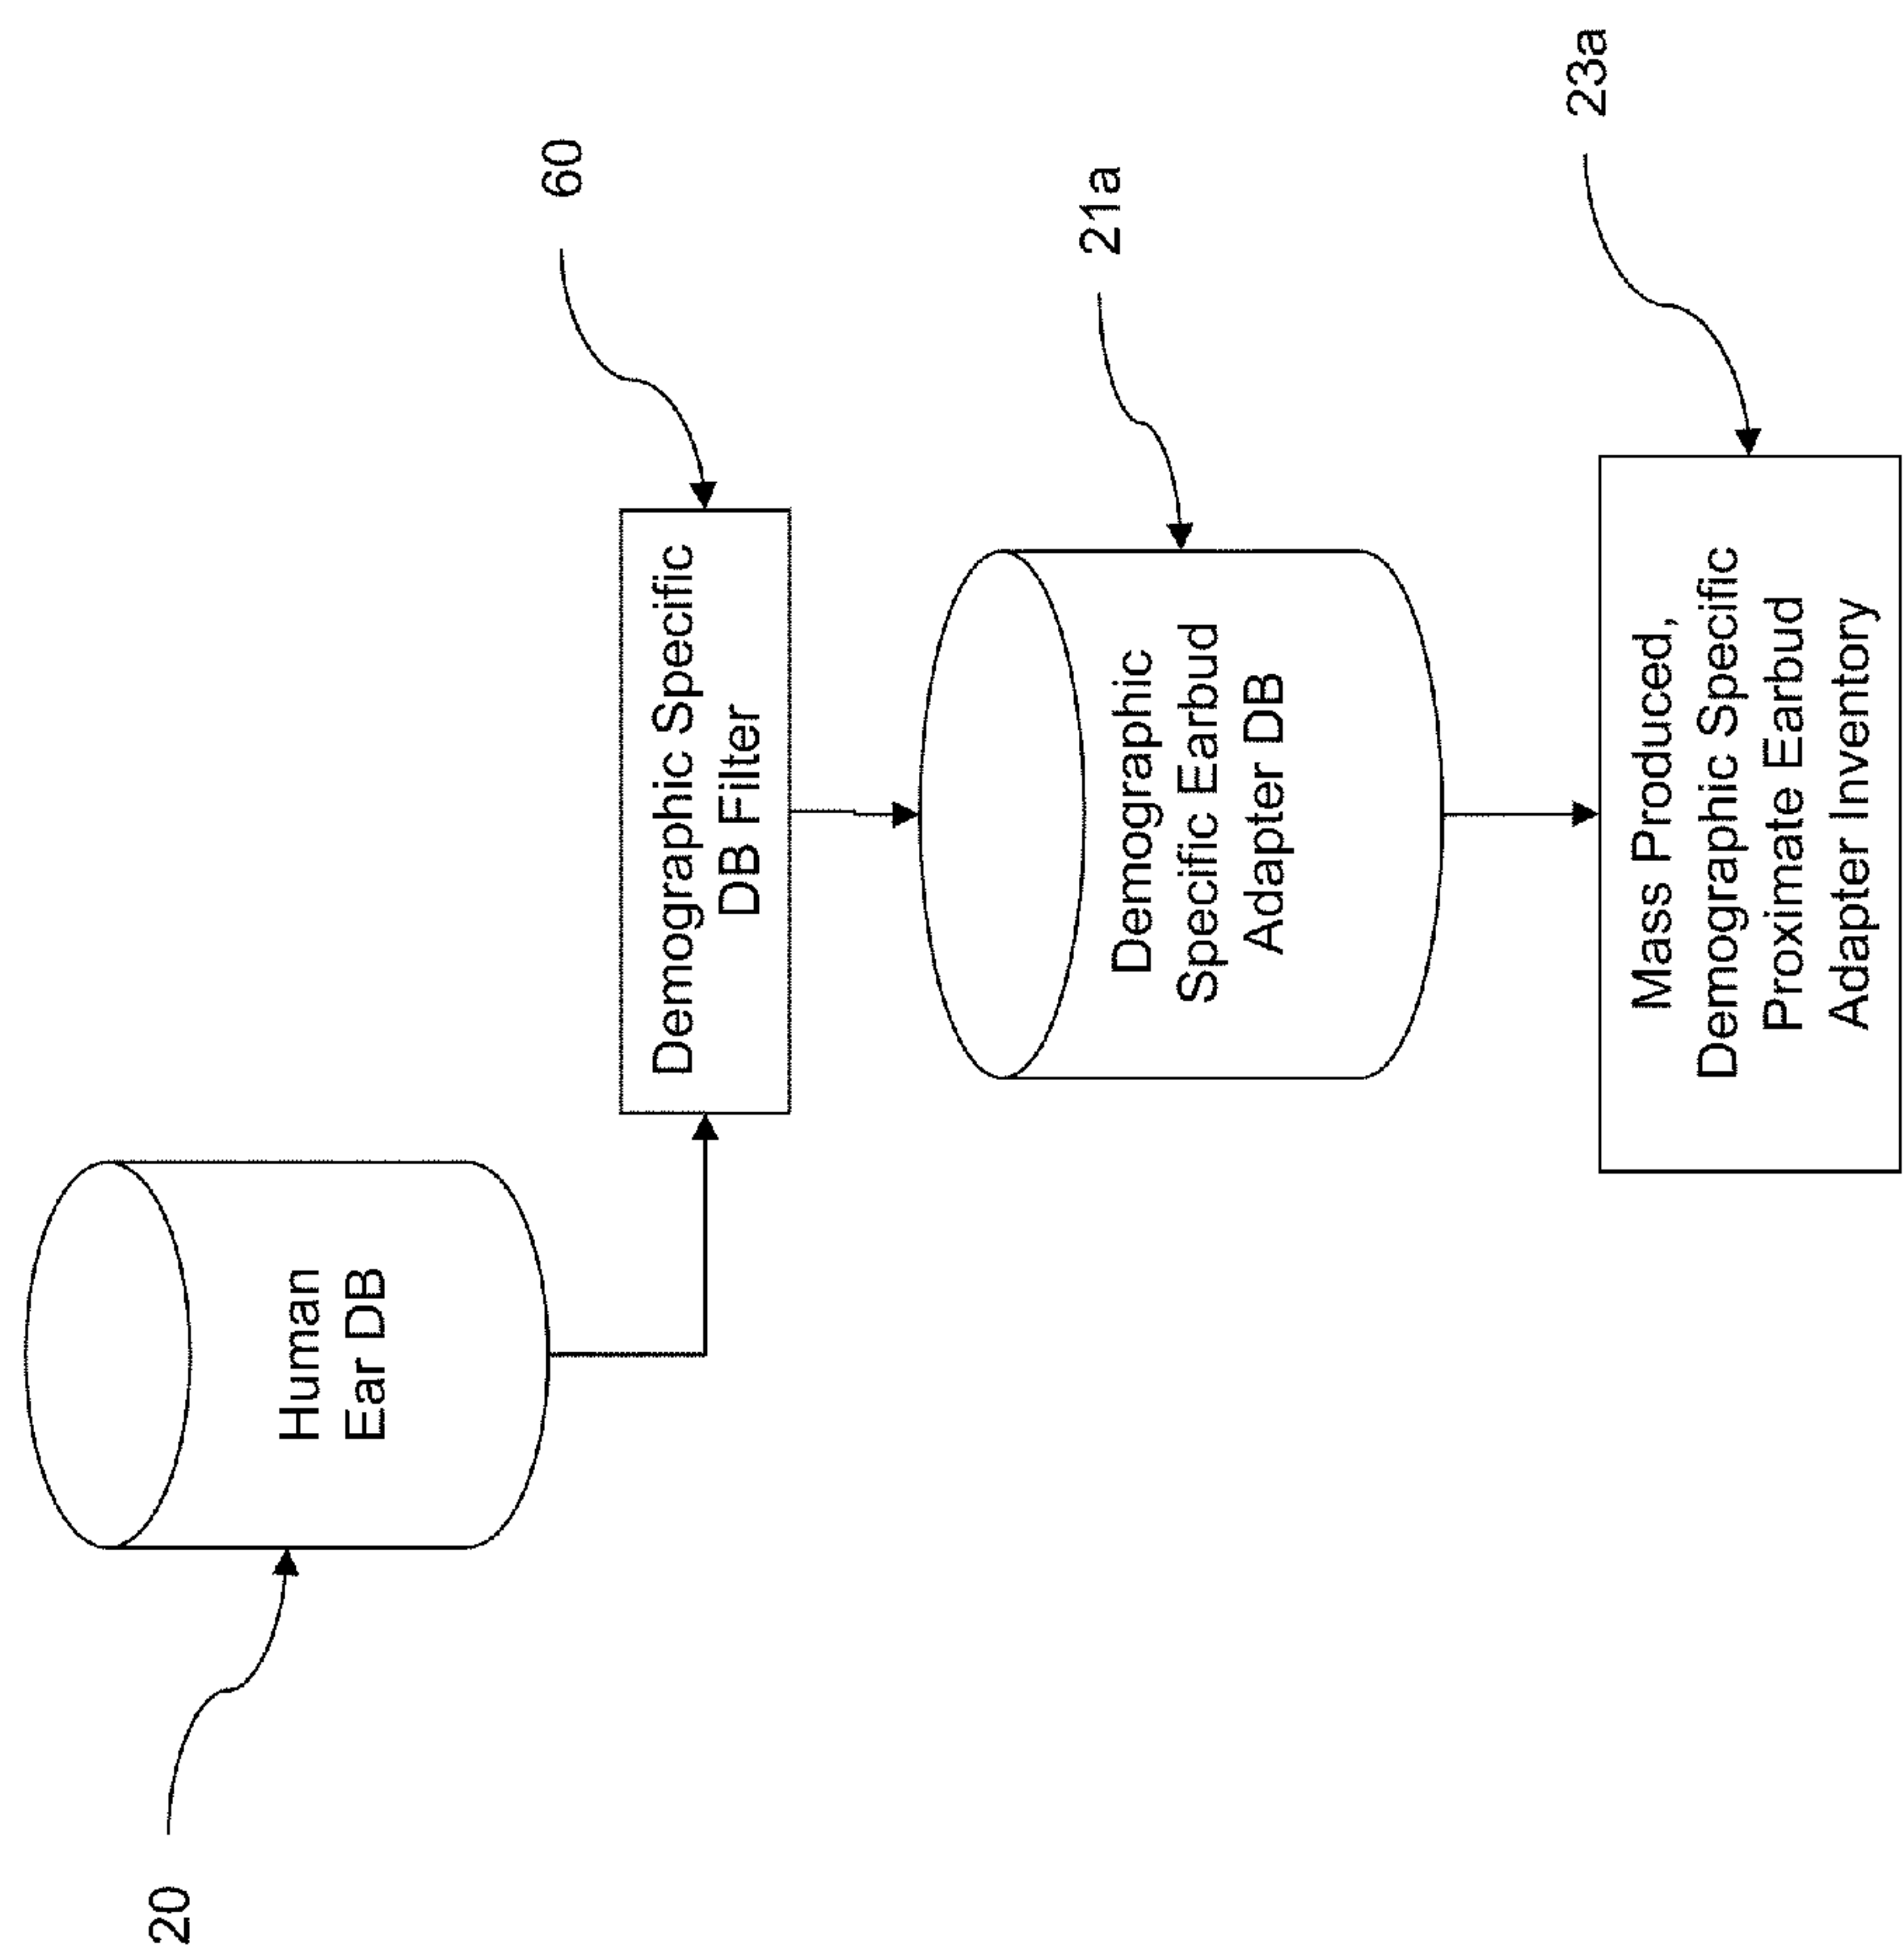 20
Human
Ear DB
60
Demographic Specific
DB Filter
21a
Demographic
Specific Earbud
Adapter DB
23a
Mass Produced,
Demographic Specific
Proximate Earbud
Adapter Inventory